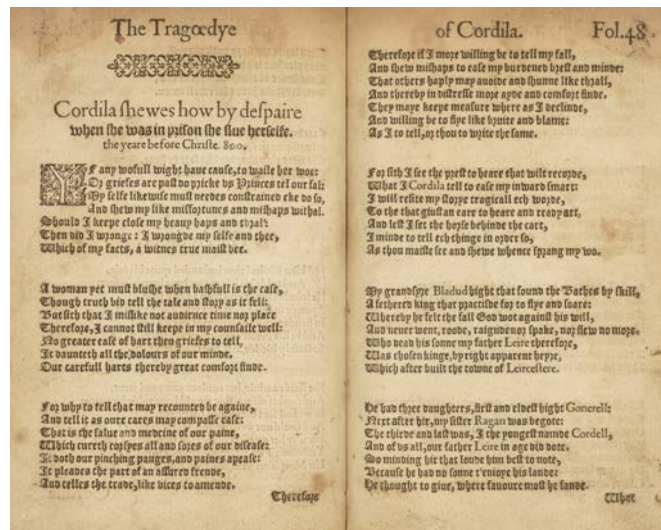 The Tragœdye
Cordila shewes how by despaire
when she was in prison she slue herselfe.
the yeare before Christe. 800.
YF any wofull wight haue cause, to waile her woe:
Or griefes are past do pricke vs Princes tel our fal:
My selfe likewise must needes constrained eke do so,
And shew my like misfortunes and mishaps withal.
Should I keepe close my heauy haps and thral:
Then did I wronge: I wrongde my selfe and thee,
Which of my facts, a witnes true maist bee.
A woman yet must blushe when bashfull is the case,
Though truth bid tell the tale and story as it fell:
But sith that I mislike not audience time nor place
Therefore, I cannot still keepe in my counsaile well:
No greater ease of hart then griefes to tell,
It daunteth all the dolours of our minde.
Our carefull harts thereby great comfort finde.
For why to tell that may recounted be againe,
And tell it as oure cares may compasse ease:
That is the salue and medcine of our paine,
Which cureth corpses all and sores of our disease:
It doth our pinching pauges, and paines apease:
It pleades the part of an assured frende,
And telles the trade, like vices to amende.
Therefore
of Cordila. Fol.48
Therefore if I more willing be to tell my fall,
And shew mishaps to ease my burdened brest and minde:
That others haply may auoide and shunne like thrall,
And thereby in distresse more ayde and comfort finde.
They maye keepe measure where as I declinde,
And willing be to flye like bruite and blame:
As I to tell, or thou to write the same.
For sith I see the prest to heare that wilt recorde,
What I Cordila tell to ease my inward smart:
I will resite my storye tragicall ech worde,
To the that giustan eare to heare and ready art,
And lest I set the horse behinde the cart,
I minde to tell ech thinge in order so,
As thou maiste see and shewe whence sprang my wo.
My grandsyre Bladud hight that found the Bathes by skill,
A fethered king that practisde for to flye and soare:
Whereby he felt the fall God wot against his will,
And neuer went, roode, raignde nor spake, nor flew no more.
Who dead his sonne my father Leire therefore,
Was chosen kinge, by right apparent heyre,
Which after built the towne of Leircestere.
He had three daughters, first and eldest hight Gonerell:
Next after hir, my sister Ragan was begote:
The thirde and last was, I the yongest namde Cordell,
And of vs all, our father Leire in age did dote.
So minding hir that loude him best to note,
Because he had no sonne t'enioye his lande:
He thought to giue, where fauoure most he fande.
What